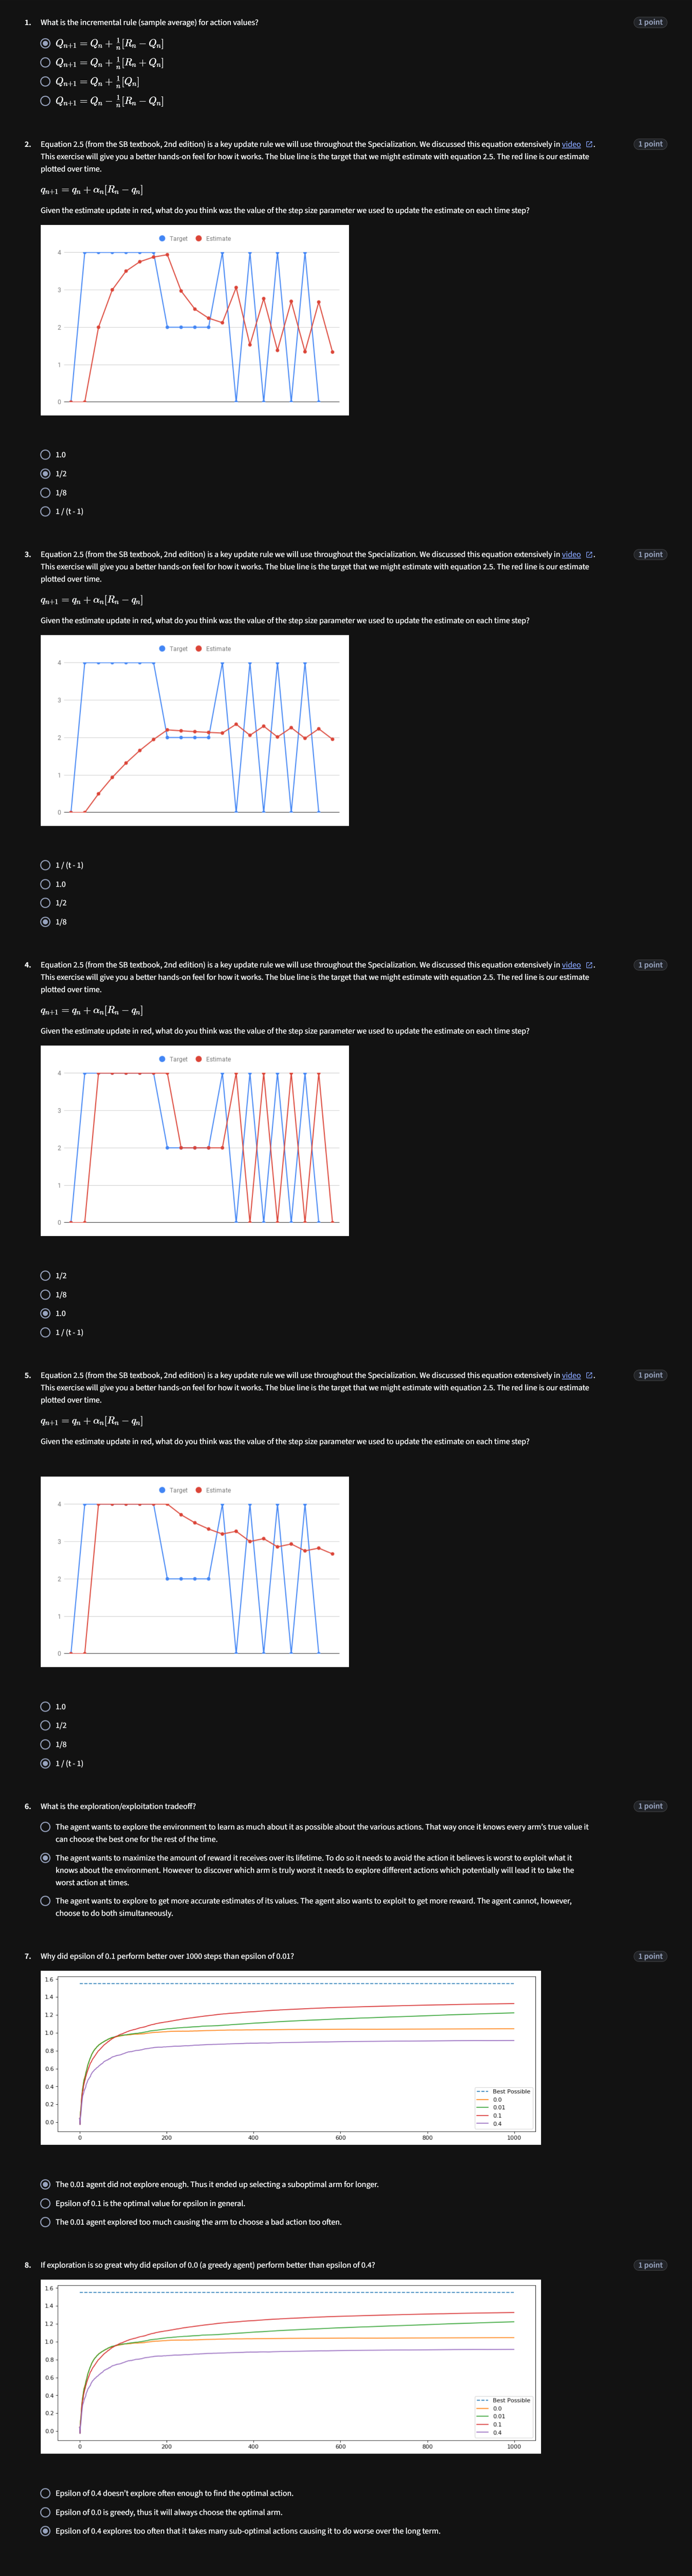 1. What is the incremental rule (sample average) for action values?
1 point
Qn+1 = Qn + 1/n [Rn − Qn]
Qn+1 = Qn + 1/n [Rn + Qn]
Qn+1 = Qn + 1/n [Qn]
Qn+1 = Qn − 1/n [Rn − Qn]
2. Equation 2.5 (from the SB textbook, 2nd edition) is a key update rule we will use throughout the Specialization. We discussed this equation extensively in video.
1 point
This exercise will give you a better hands-on feel for how it works. The blue line is the target that we might estimate with equation 2.5. The red line is our estimate
plotted over time.
qn+1 = qn + αn[Rn − qn]
Given the estimate update in red, what do you think was the value of the step size parameter we used to update the estimate on each time step?
Target Estimate
4
3
2
1
0
1.0
1/2
1/8
1 / (t - 1)
3. Equation 2.5 (from the SB textbook, 2nd edition) is a key update rule we will use throughout the Specialization. We discussed this equation extensively in video.
1 point
This exercise will give you a better hands-on feel for how it works. The blue line is the target that we might estimate with equation 2.5. The red line is our estimate
plotted over time.
qn+1 = qn + αn[Rn − qn]
Given the estimate update in red, what do you think was the value of the step size parameter we used to update the estimate on each time step?
Target Estimate
4
3
2
1
0
1 / (t - 1)
1.0
1/2
1/8
4. Equation 2.5 (from the SB textbook, 2nd edition) is a key update rule we will use throughout the Specialization. We discussed this equation extensively in video.
1 point
This exercise will give you a better hands-on feel for how it works. The blue line is the target that we might estimate with equation 2.5. The red line is our estimate
plotted over time.
qn+1 = qn + αn[Rn − qn]
Given the estimate update in red, what do you think was the value of the step size parameter we used to update the estimate on each time step?
Target Estimate
4
3
2
1
0
1/2
1/8
1.0
1 / (t - 1)
5. Equation 2.5 (from the SB textbook, 2nd edition) is a key update rule we will use throughout the Specialization. We discussed this equation extensively in video.
1 point
This exercise will give you a better hands-on feel for how it works. The blue line is the target that we might estimate with equation 2.5. The red line is our estimate
plotted over time.
qn+1 = qn + αn[Rn − qn]
Given the estimate update in red, what do you think was the value of the step size parameter we used to update the estimate on each time step?
Target Estimate
4
3
2
1
0
1.0
1/2
1/8
1 / (t - 1)
6. What is the exploration/exploitation tradeoff?
1 point
The agent wants to explore the environment to learn as much about it as possible about the various actions. That way once it knows every arm's true value it
can choose the best one for the rest of the time.
The agent wants to maximize the amount of reward it receives over its lifetime. To do so it needs to avoid the action it believes is worst to exploit what it
knows about the environment. However to discover which arm is truly worst it needs to explore different actions which potentially will lead it to take the
worst action at times.
The agent wants to explore to get more accurate estimates of its values. The agent also wants to exploit to get more reward. The agent cannot, however,
choose to do both simultaneously.
7. Why did epsilon of 0.1 perform better over 1000 steps than epsilon of 0.01?
1 point
1.6
1.4
1.2
1.0
0.8
0.6
0.4
0.2
0.0
Best Possible
0.0
0.01
0.1
0.4
0 200 400 600 800 1000
The 0.01 agent did not explore enough. Thus it ended up selecting a suboptimal arm for longer.
Epsilon of 0.1 is the optimal value for epsilon in general.
The 0.01 agent explored too much causing the arm to choose a bad action too often.
8. If exploration is so great why did epsilon of 0.0 (a greedy agent) perform better than epsilon of 0.4?
1 point
1.6
1.4
1.2
1.0
0.8
0.6
0.4
0.2
0.0
Best Possible
0.0
0.01
0.1
0.4
0 200 400 600 800 1000
Epsilon of 0.4 doesn't explore often enough to find the optimal action.
Epsilon of 0.0 is greedy, thus it will always choose the optimal arm.
Epsilon of 0.4 explores too often that it takes many sub-optimal actions causing it to do worse over the long term.